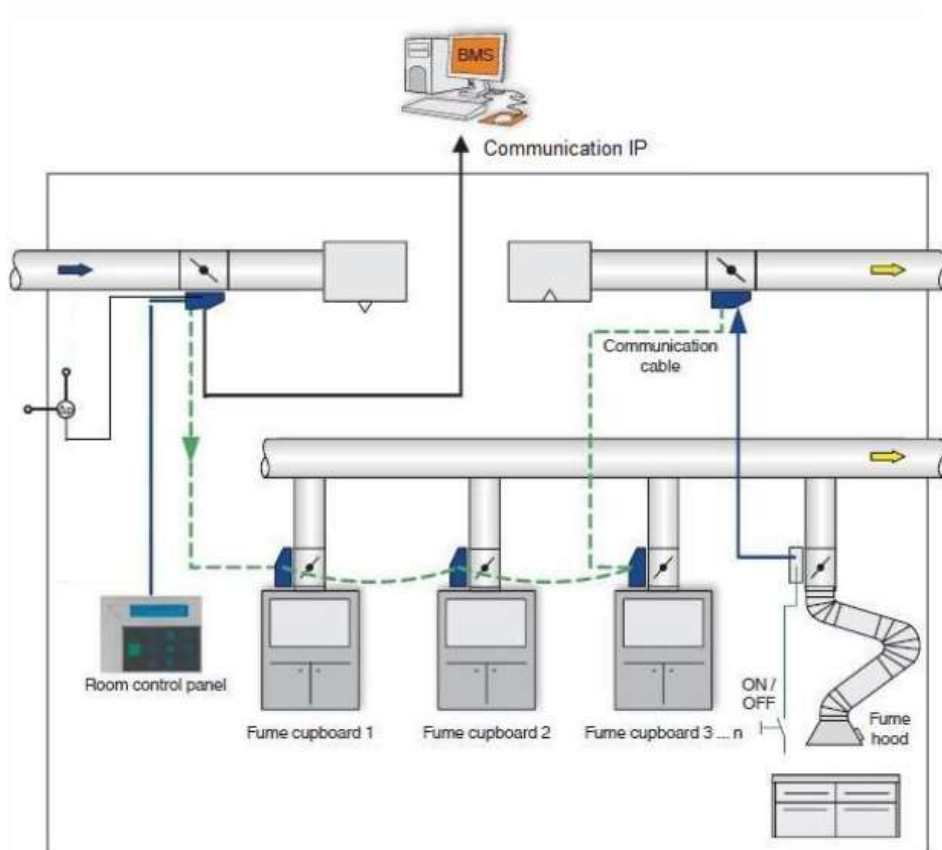 BMS
Communication IP
Communication
cable
Room control panel
Fume cupboard 1
Fume cupboard 2
Fume cupboard 3 ... n
ON /
OFF
Fume
hood